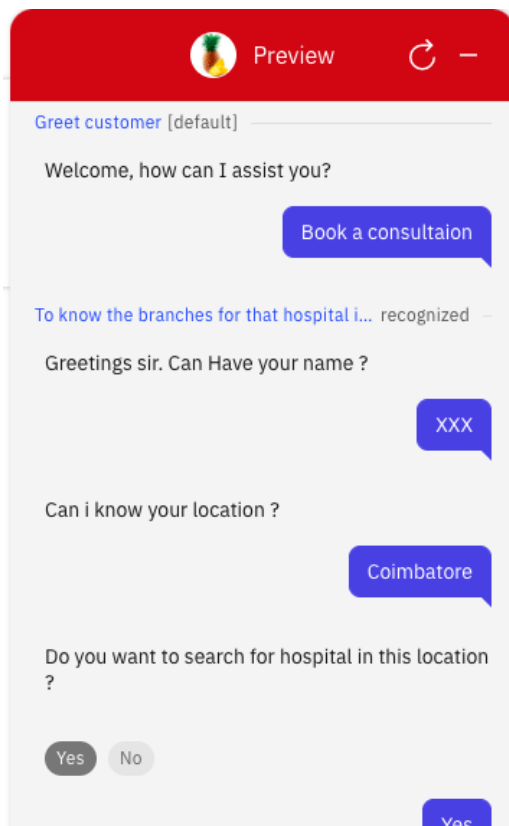 Preview
Greet customer [default]
Welcome, how can I assist you?
Book a consultaion
To know the branches for that hospital i... recognized
Greetings sir. Can Have your name ?
XXX
Can i know your location ?
Coimbatore
Do you want to search for hospital in this location
?
Yes No
Yes